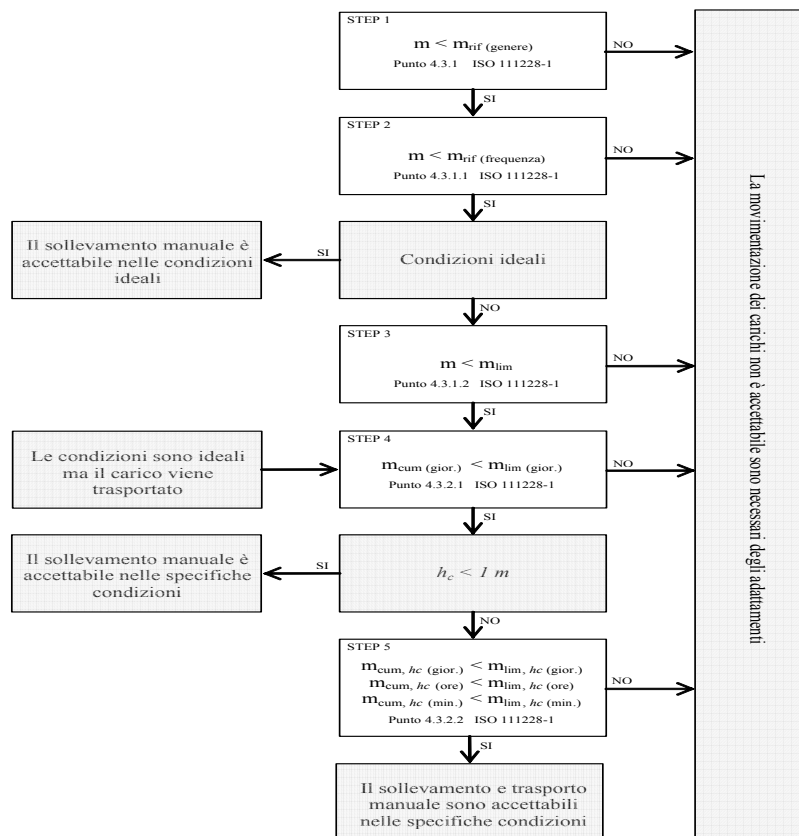 STEP 1
m < mrif (genere)
Punto 4.3.1 ISO 111228-1
NO
SI
STEP 2
m < mrif (frequenza)
Punto 4.3.1.1 ISO 111228-1
NO
SI
Il sollevamento manuale è
accettabile nelle condizioni
ideali
SI
Condizioni ideali
NO
STEP 3
m < mlim
Punto 4.3.1.2 ISO 111228-1
NO
SI
Le condizioni sono ideali
ma il carico viene
trasportato
STEP 4
mcum (gior.) < mlim (gior.)
Punto 4.3.2.1 ISO 111228-1
NO
SI
Il sollevamento manuale è
accettabile nelle specifiche
condizioni
SI
hc < 1 m
NO
STEP 5
mcum, hc (gior.) < mlim, hc (gior.)
mcum, hc (ore) < mlim, hc (ore)
mcum, hc (min.) < mlim, hc (min.)
Punto 4.3.2.2 ISO 111228-1
NO
SI
Il sollevamento e trasporto
manuale sono accettabili
nelle specifiche condizioni
La movimentazione dei carichi non è accettabile sono necessari degli adattamenti